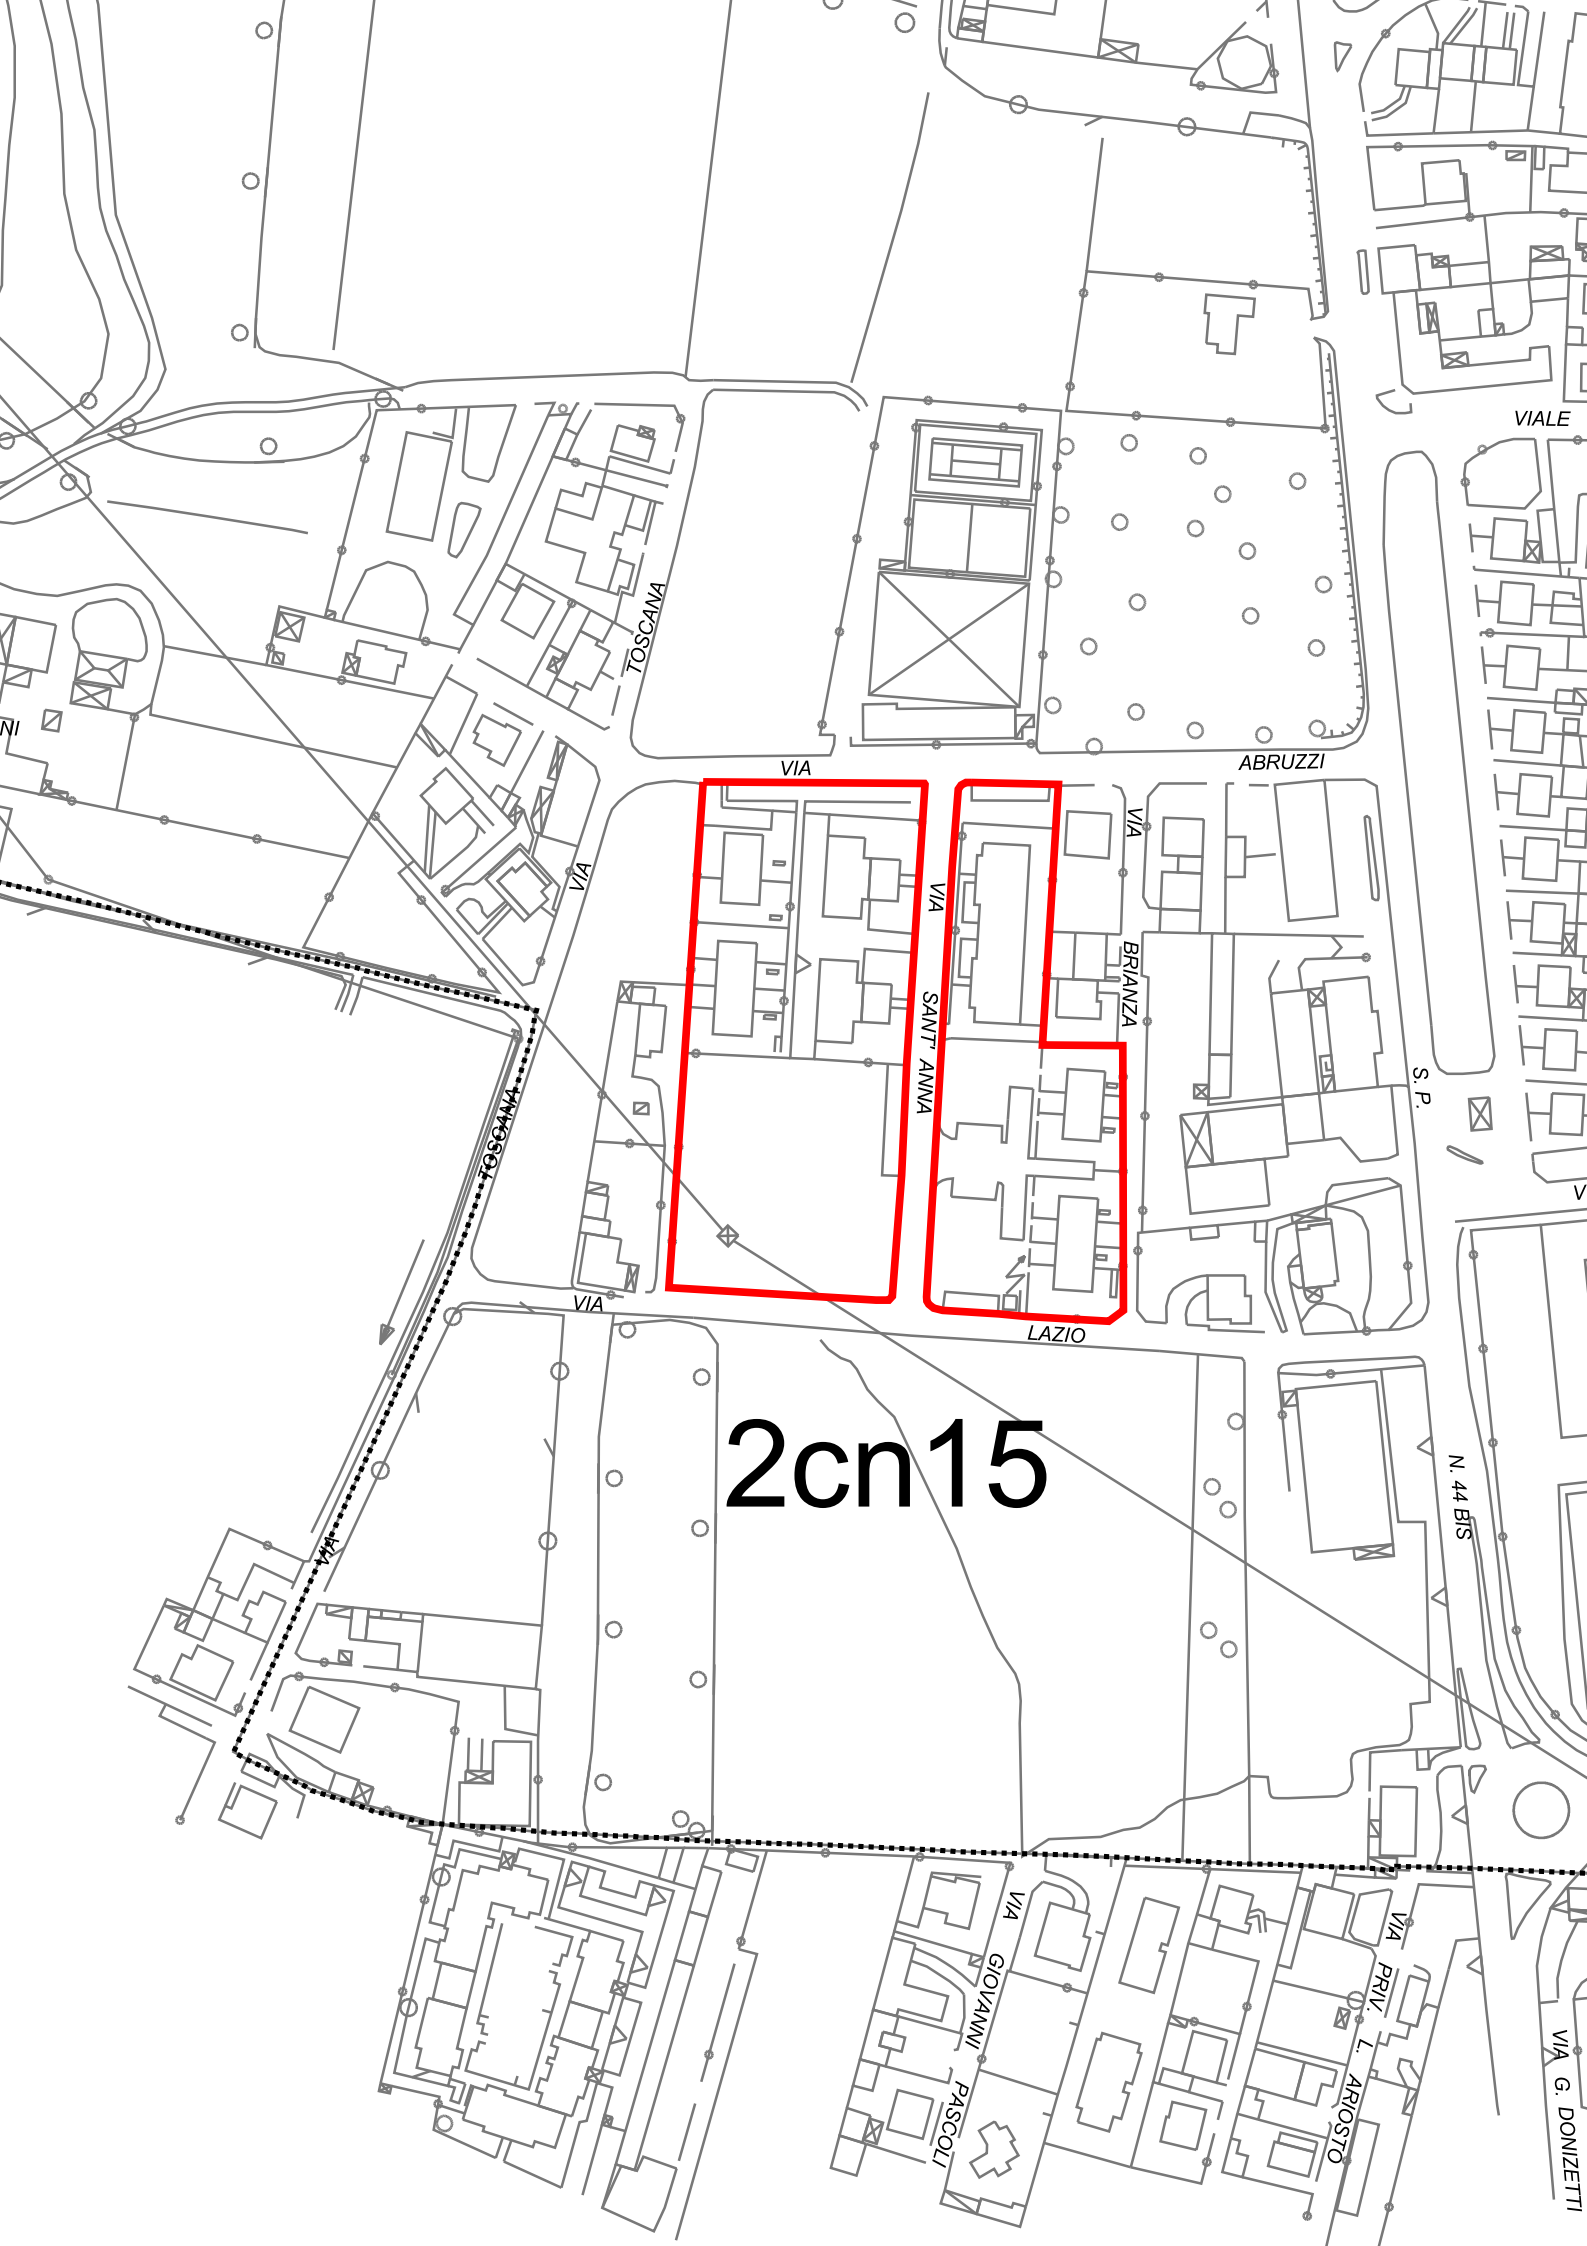 VIALE
TOSCANA
NI
VIA
ABRUZZI
VIA
VIA
VIA
BRIANZA
SANT' ANNA
S. P.
TOSCANA
V
VIA
LAZIO
2cn15
N. 44 BIS
VIA
VIA
GIOVANNI
PASCOLI
VIA
PRIV.
L.
ARIOSTO
VIA G. DONIZETTI